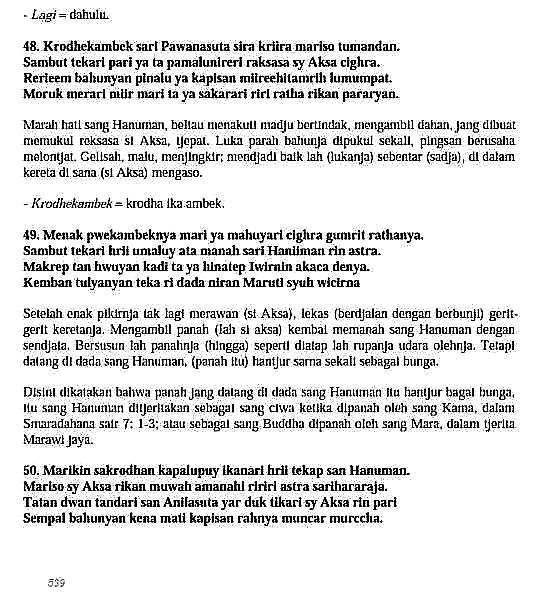 - Lagi = dahulu.
48. Krodhekambek sari Pawanasuta sira kriira mariso tumandan.
Sambut tekari pari ya ta pamalunireri raksasa sy Aksa cighra.
Rerleem bahunyan pinalu ya kapisan miireehitamrih lumumpat.
Moruk merari miir mari ta ya sakarari riri ratha rikan pararyan.
Marah hati sang Hanuman, beliau menakuti madju bertindak, mengambil dahan, jang dibuat
memukul reksasa si Aksa, tjepat. Luka parah bahunja dipukul sekali, pingsan berusaha
melontjat. Gelisah, malu, menjingkir; mendjadi baik lah (lukanja) sebentar (sadja), di dalam
kereta di sana (si Aksa) mengaso.
- Krodhekambek = krodha ika ambek.
49. Menak pwekambeknya mari ya mahuyari cighra gumrit rathanya.
Sambut tekari hrii umaluy ata manah sari Haniiman rin astra.
Makrep tan hwuyan kadi ta ya hinatep Iwirnin akaca denya.
Kemban tulyanyan teka ri dada niran Maruti syuh wicirna
Setelah enak pikirnja tak lagi merawan (si Aksa), lekas (berdjalan dengan berbunji) gerit-
gerit keretanja. Mengambil panah (lah si aksa) kembai memanah sang Hanuman dengan
sendjata. Bersusun lah panahnja (hingga) seperti diatap lah rupanja udara olehnja. Tetapi
datang di dada sang Hanuman, (panah itu) hantjur sama sekali sebagai bunga.
Disini dikatakan bahwa panah jang datang di dada sang Hanuman itu hantjur bagai bunga,
itu sang Hanuman ditjeritakan sebagai sang ciwa ketika dipanah oleh sang Kama, dalam
Smaradahana sair 7: 1-3; atau sebagai sang Buddha dipanah oleh sang Mara, dalam tjerita
Marawi jaya.
50. Marikin sakrodhan kapalupuy ikanari hrii tekap san Hanuman.
Mariso sy Aksa rikan muwah amanahi ririri astra sarihararaja.
Tatan dwan tandari san Anilasuta yar duk tikari sy Aksa rin pari
Sempal bahunyan kena mati kapisan rahnya muncar murccha.
539